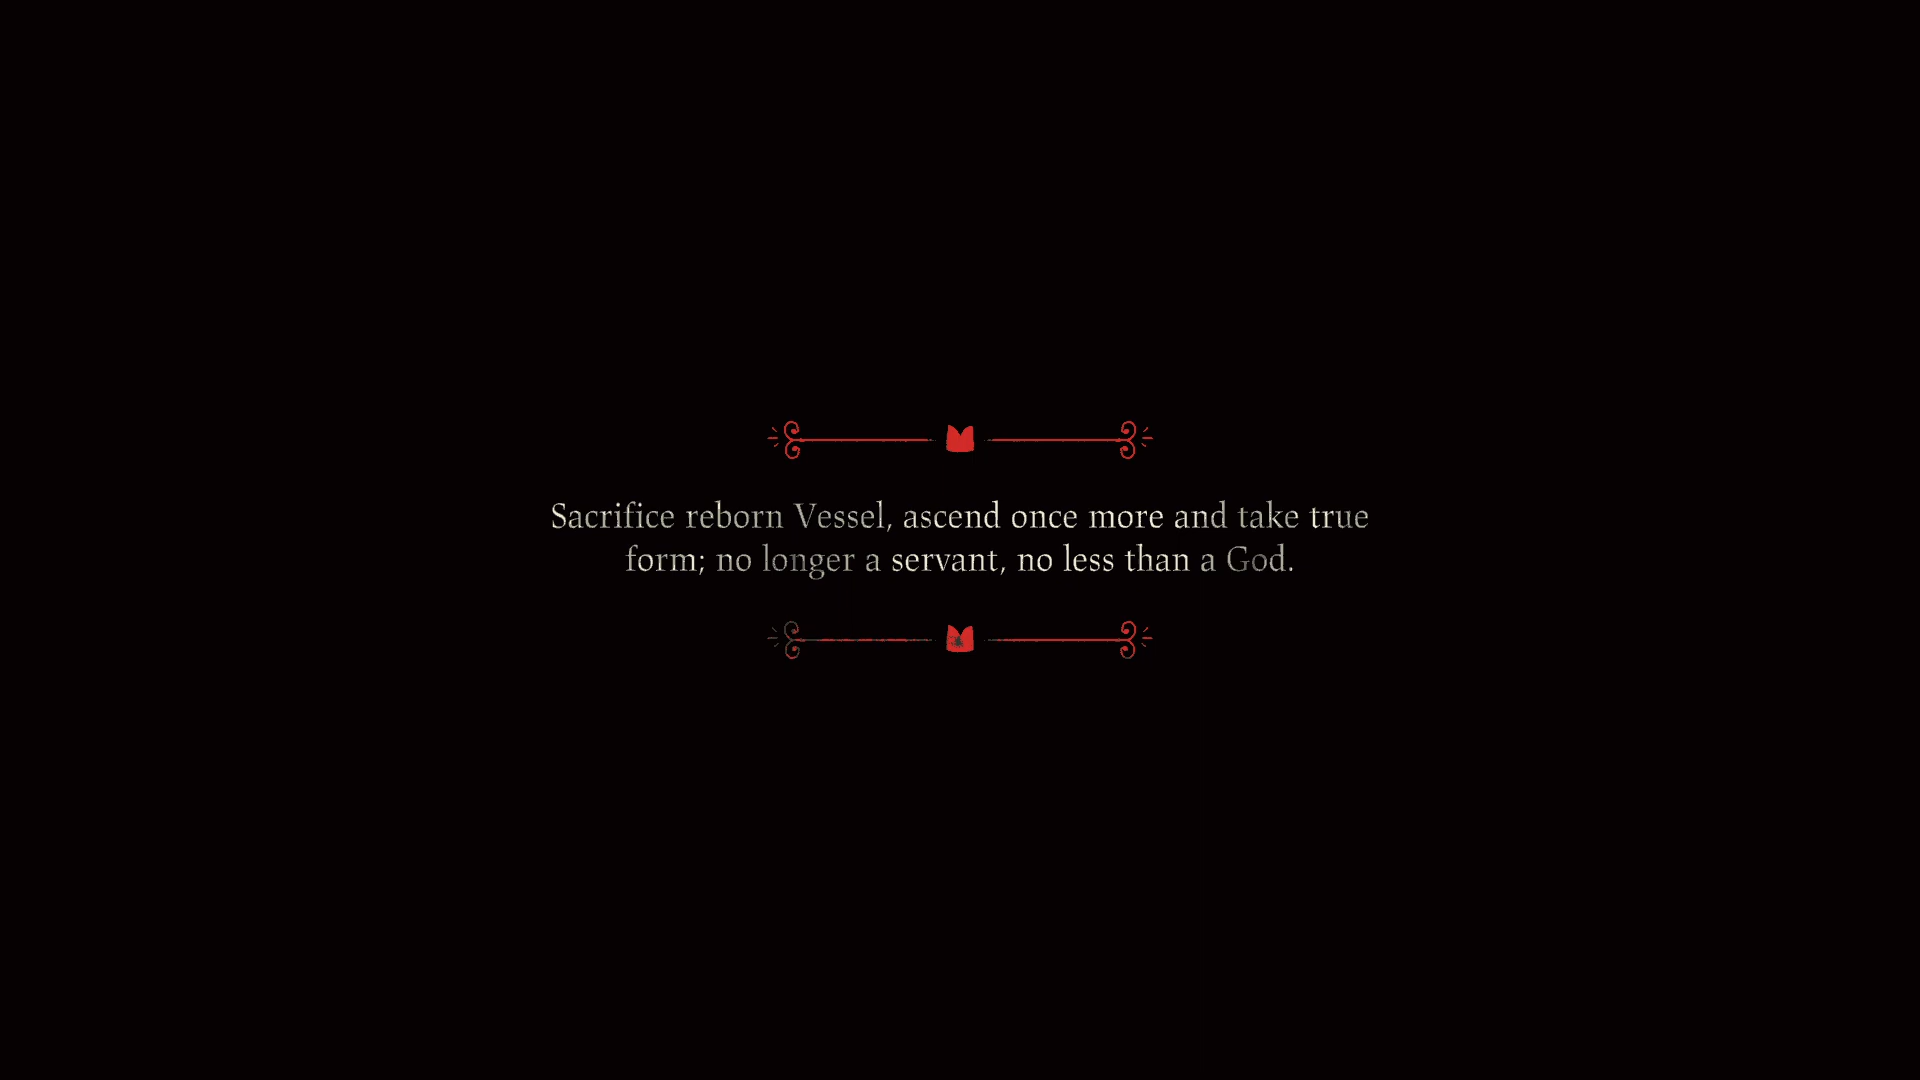 Sacrifice reborn Vessel, ascend once more and take true
form; no longer a servant, no less than a God.